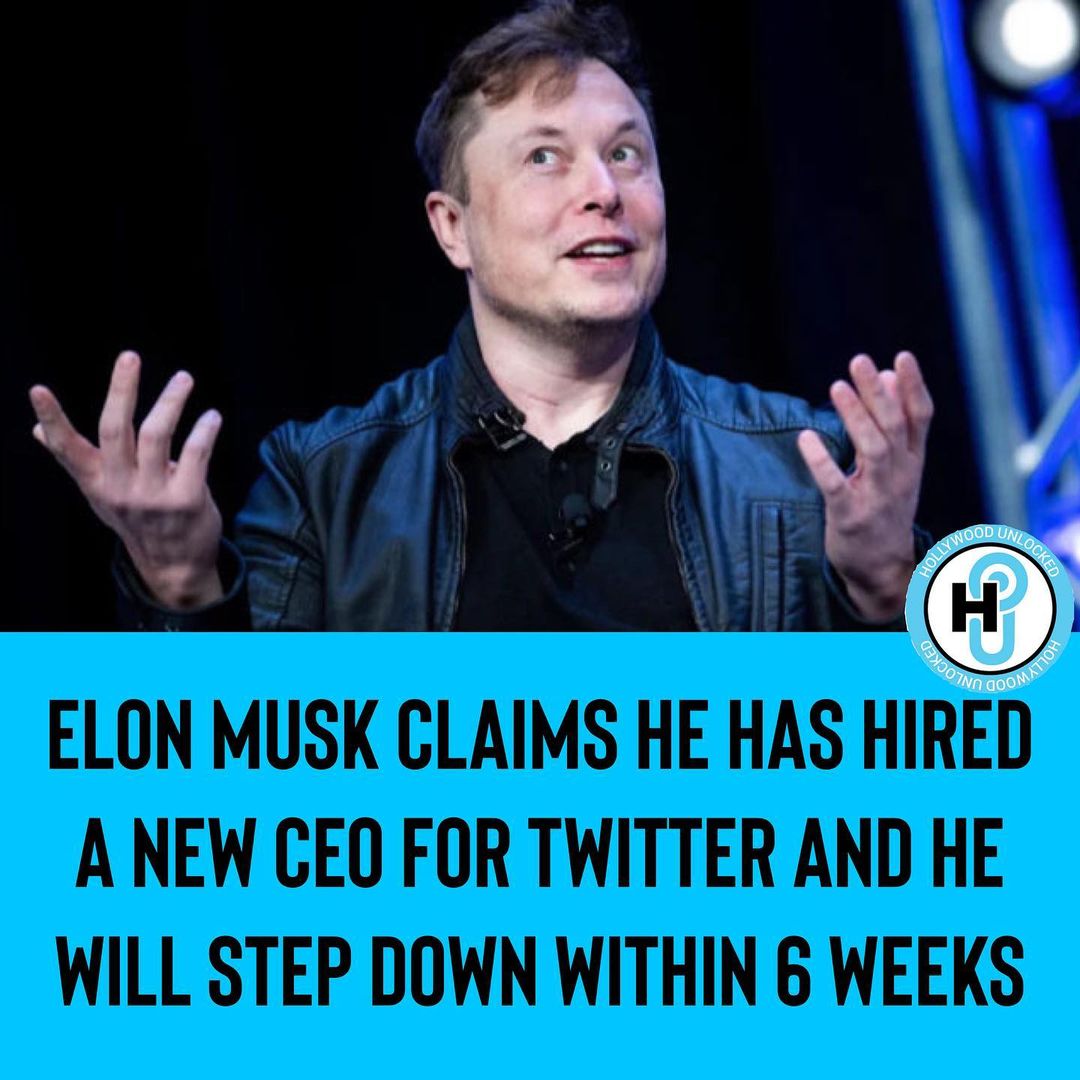 HOLLYWOOD UNLOCKED
H
HOLLYWOOD UNLOCKED
ELON MUSK CLAIMS HE HAS HIRED
A NEW CEO FOR TWITTER AND HE
WILL STEP DOWN WITHIN 6 WEEKS